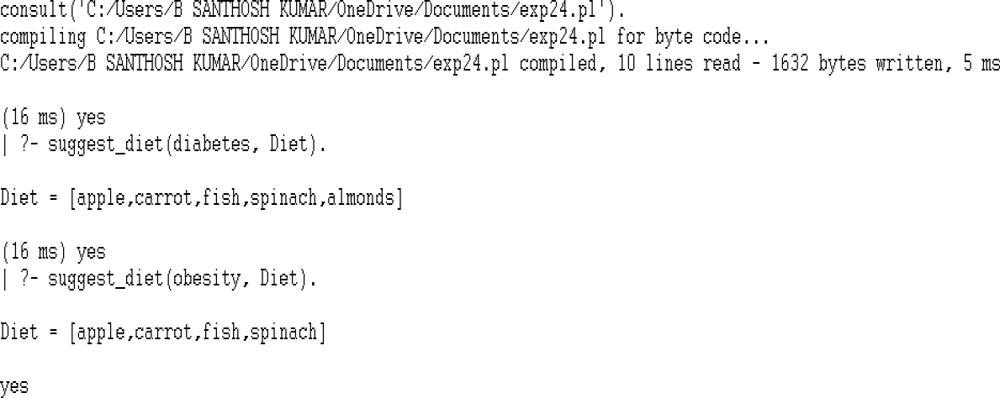 consult('C:/Users/B SANTHOSH KUMAR/OneDrive/Documents/exp24.pl').
compiling C:/Users/B SANTHOSH KUMAR/OneDrive/Documents/exp24.pl for byte code...
C:/Users/B SANTHOSH KUMAR/OneDrive/Documents/exp24.pl compiled, 10 lines read - 1632 bytes written, 5 ms
(16 ms) yes
| ?- suggest_diet(diabetes, Diet).
Diet = [apple,carrot,fish,spinach,almonds]
(16 ms) yes
| ?- suggest_diet(obesity, Diet).
Diet = [apple,carrot,fish,spinach]
yes